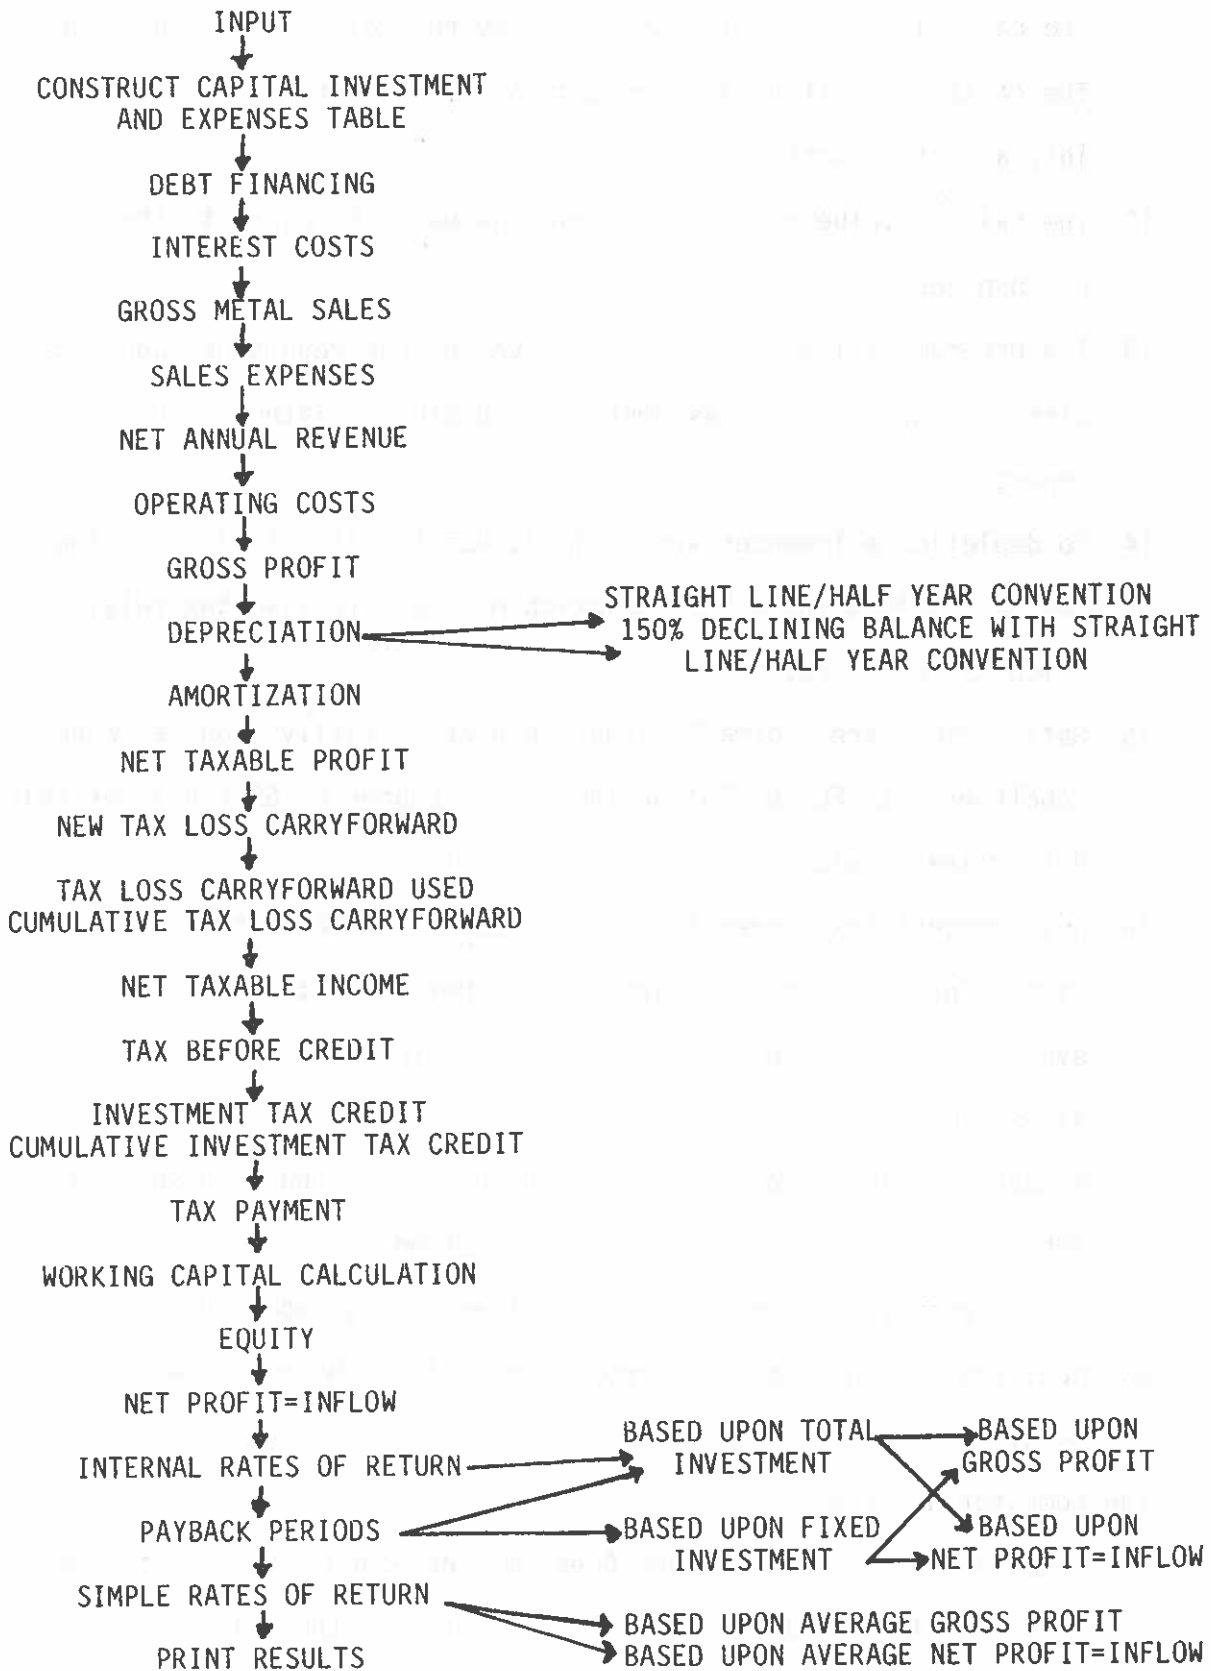 INPUT
CONSTRUCT CAPITAL INVESTMENT
AND EXPENSES TABLE
DEBT FINANCING
INTEREST COSTS
GROSS METAL SALES
SALES EXPENSES
NET ANNUAL REVENUE
OPERATING COSTS
GROSS PROFIT
DEPRECIATION
STRAIGHT LINE/HALF YEAR CONVENTION
150% DECLINING BALANCE WITH STRAIGHT
LINE/HALF YEAR CONVENTION
AMORTIZATION
NET TAXABLE PROFIT
NEW TAX LOSS CARRYFORWARD
TAX LOSS CARRYFORWARD USED
CUMULATIVE TAX LOSS CARRYFORWARD
NET TAXABLE INCOME
TAX BEFORE CREDIT
INVESTMENT TAX CREDIT
CUMULATIVE INVESTMENT TAX CREDIT
TAX PAYMENT
WORKING CAPITAL CALCULATION
EQUITY
NET PROFIT=INFLOW
INTERNAL RATES OF RETURN
BASED UPON TOTAL
INVESTMENT
BASED UPON
GROSS PROFIT
PAYBACK PERIODS
BASED UPON FIXED
INVESTMENT
BASED UPON
NET PROFIT=INFLOW
SIMPLE RATES OF RETURN
BASED UPON AVERAGE GROSS PROFIT
BASED UPON AVERAGE NET PROFIT=INFLOW
PRINT RESULTS